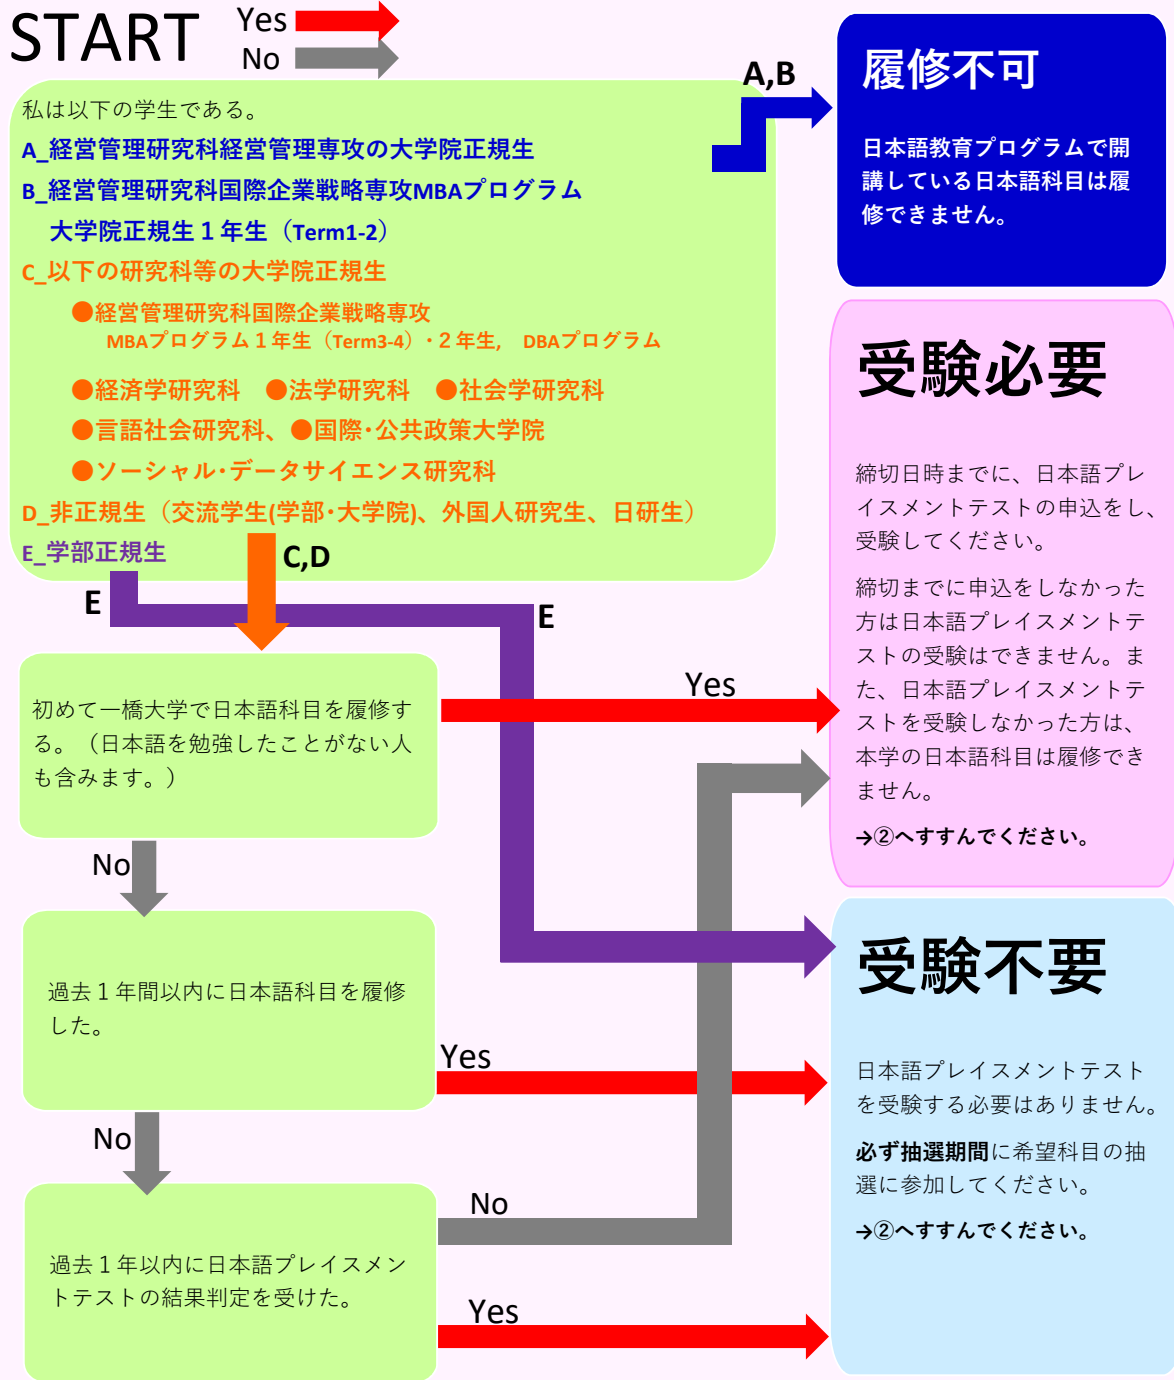 START
Yes
No
私は以下の学生である。
A_経営管理研究科経営管理専攻の大学院正規生
B_経営管理研究科国際企業戦略専攻MBAプログラム
大学院正規生１年生（Term1-2）
C_以下の研究科等の大学院正規生
●経営管理研究科国際企業戦略専攻
MBAプログラム１年生（Term3-4）・２年生, DBAプログラム
●経済学研究科 ●法学研究科 ●社会学研究科
●言語社会研究科、●国際・公共政策大学院
●ソーシャル・データサイエンス研究科
D_非正規生（交流学生(学部・大学院)、外国人研究生、日研生）
E_学部正規生
A,B
履修不可
日本語教育プログラムで開
講している日本語科目は履
修できません。
C,D
E
E
初めて一橋大学で日本語科目を履修す
る。（日本語を勉強したことがない人
も含みます。）
Yes
受験必要
締切日時までに、日本語プレ
イスメントテストの申込をし、
受験してください。
締切までに申込をしなかった
方は日本語プレイスメントテ
ストの受験はできません。ま
た、日本語プレイスメントテ
ストを受験しなかった方は、
本学の日本語科目は履修でき
ません。
→②へすすんでください。
No
過去１年間以内に日本語科目を履修
した。
Yes
No
過去１年以内に日本語プレイスメン
トテストの結果判定を受けた。
No
Yes
受験不要
日本語プレイスメントテスト
を受験する必要はありません。
必ず抽選期間に希望科目の抽
選に参加してください。
→②へすすんでください。